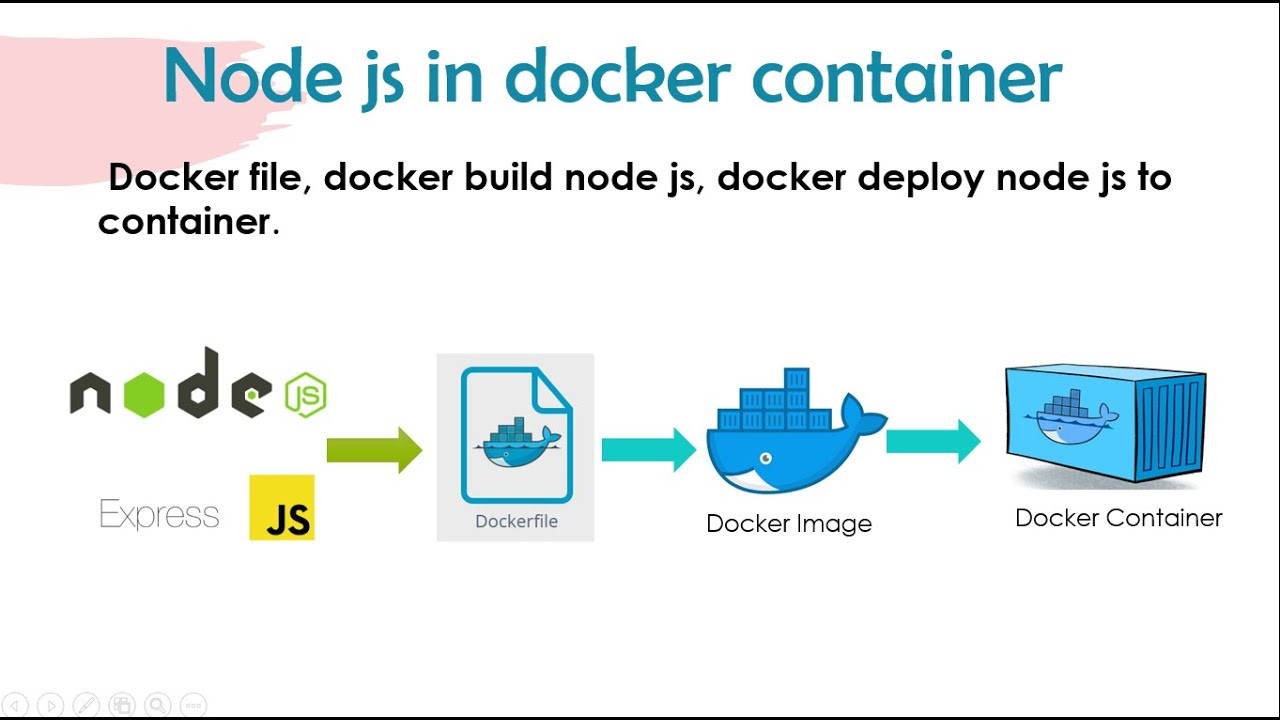 Node js in docker container
Docker file, docker build node js, docker deploy node js to
container.
node JS
Express JS
Dockerfile
Docker Image
Docker Container